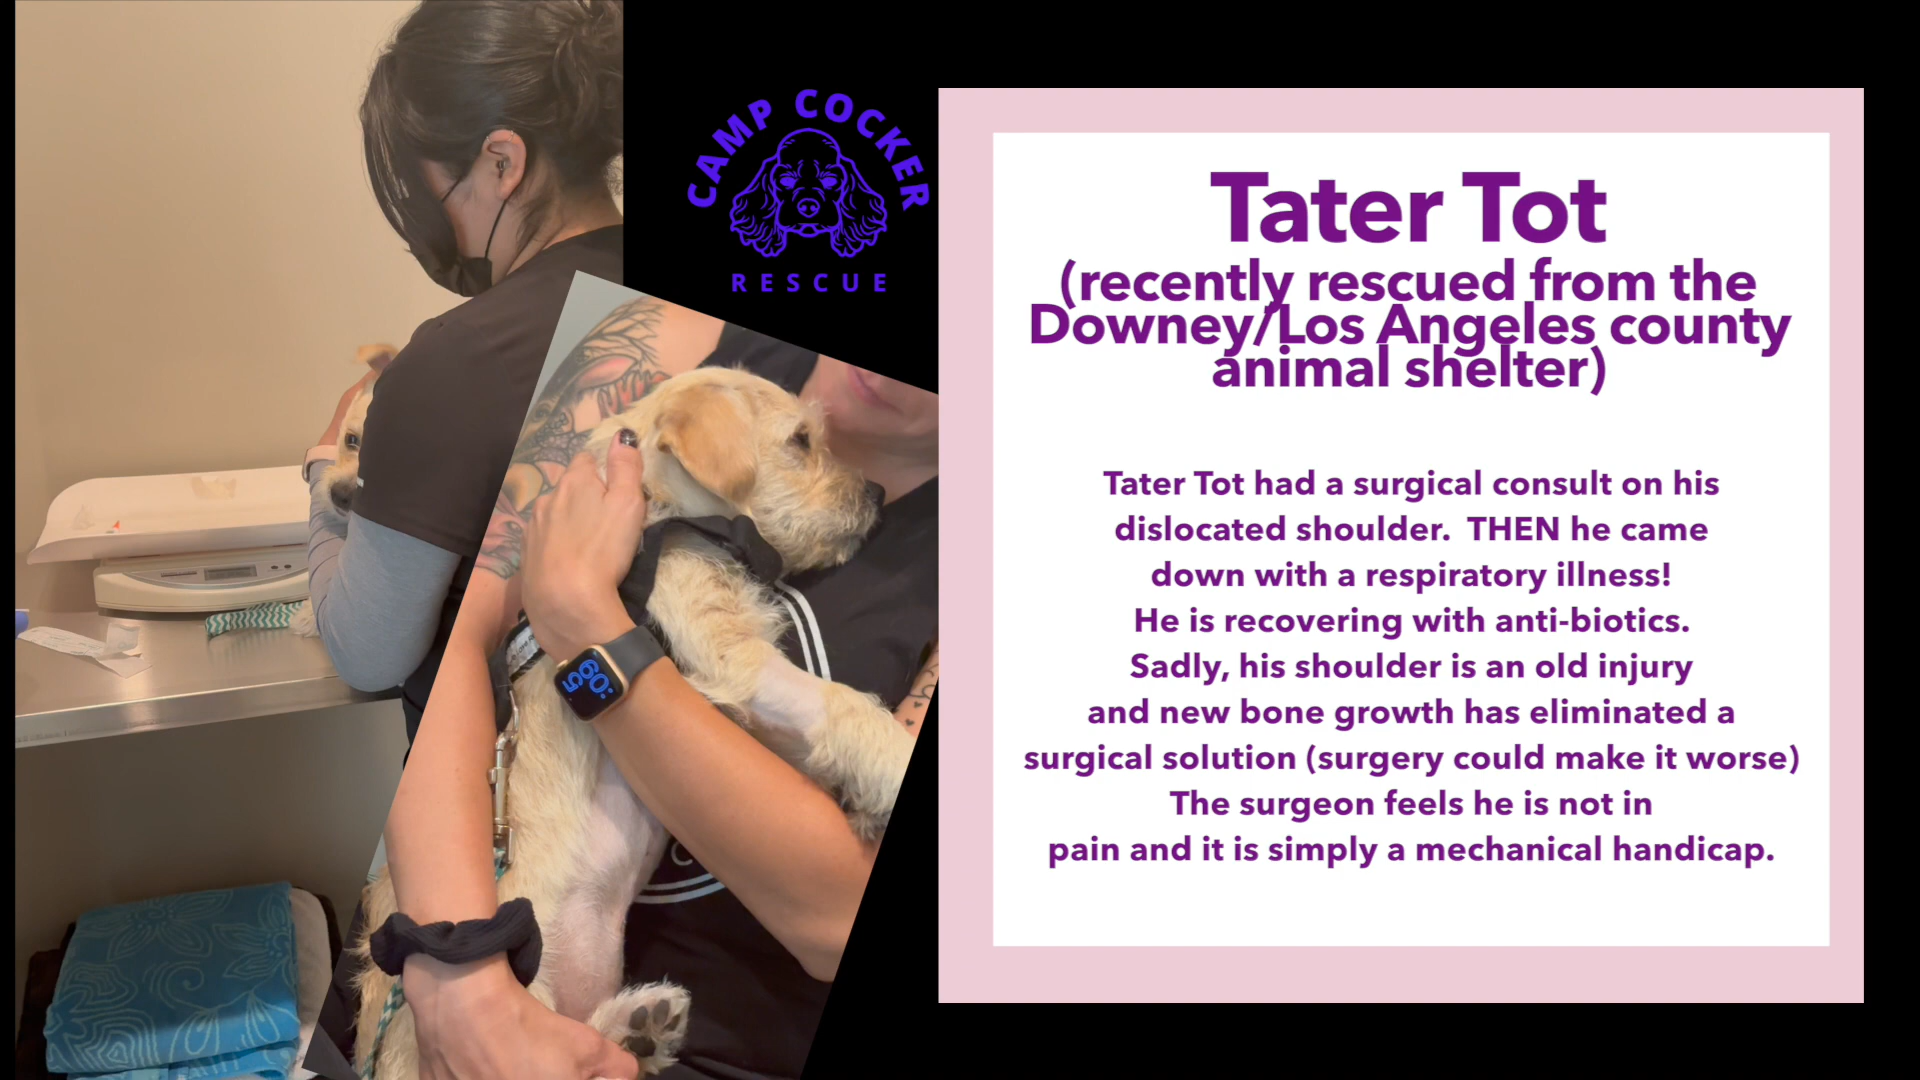 CAMP COCKER
RESCUE
Tater Tot
(recently rescued from the
Downey/Los Angeles county
animal shelter)
Tater Tot had a surgical consult on his
dislocated shoulder.  THEN he came
down with a respiratory illness!
He is recovering with anti-biotics.
Sadly, his shoulder is an old injury
and new bone growth has eliminated a
surgical solution (surgery could make it worse)
The surgeon feels he is not in
pain and it is simply a mechanical handicap.